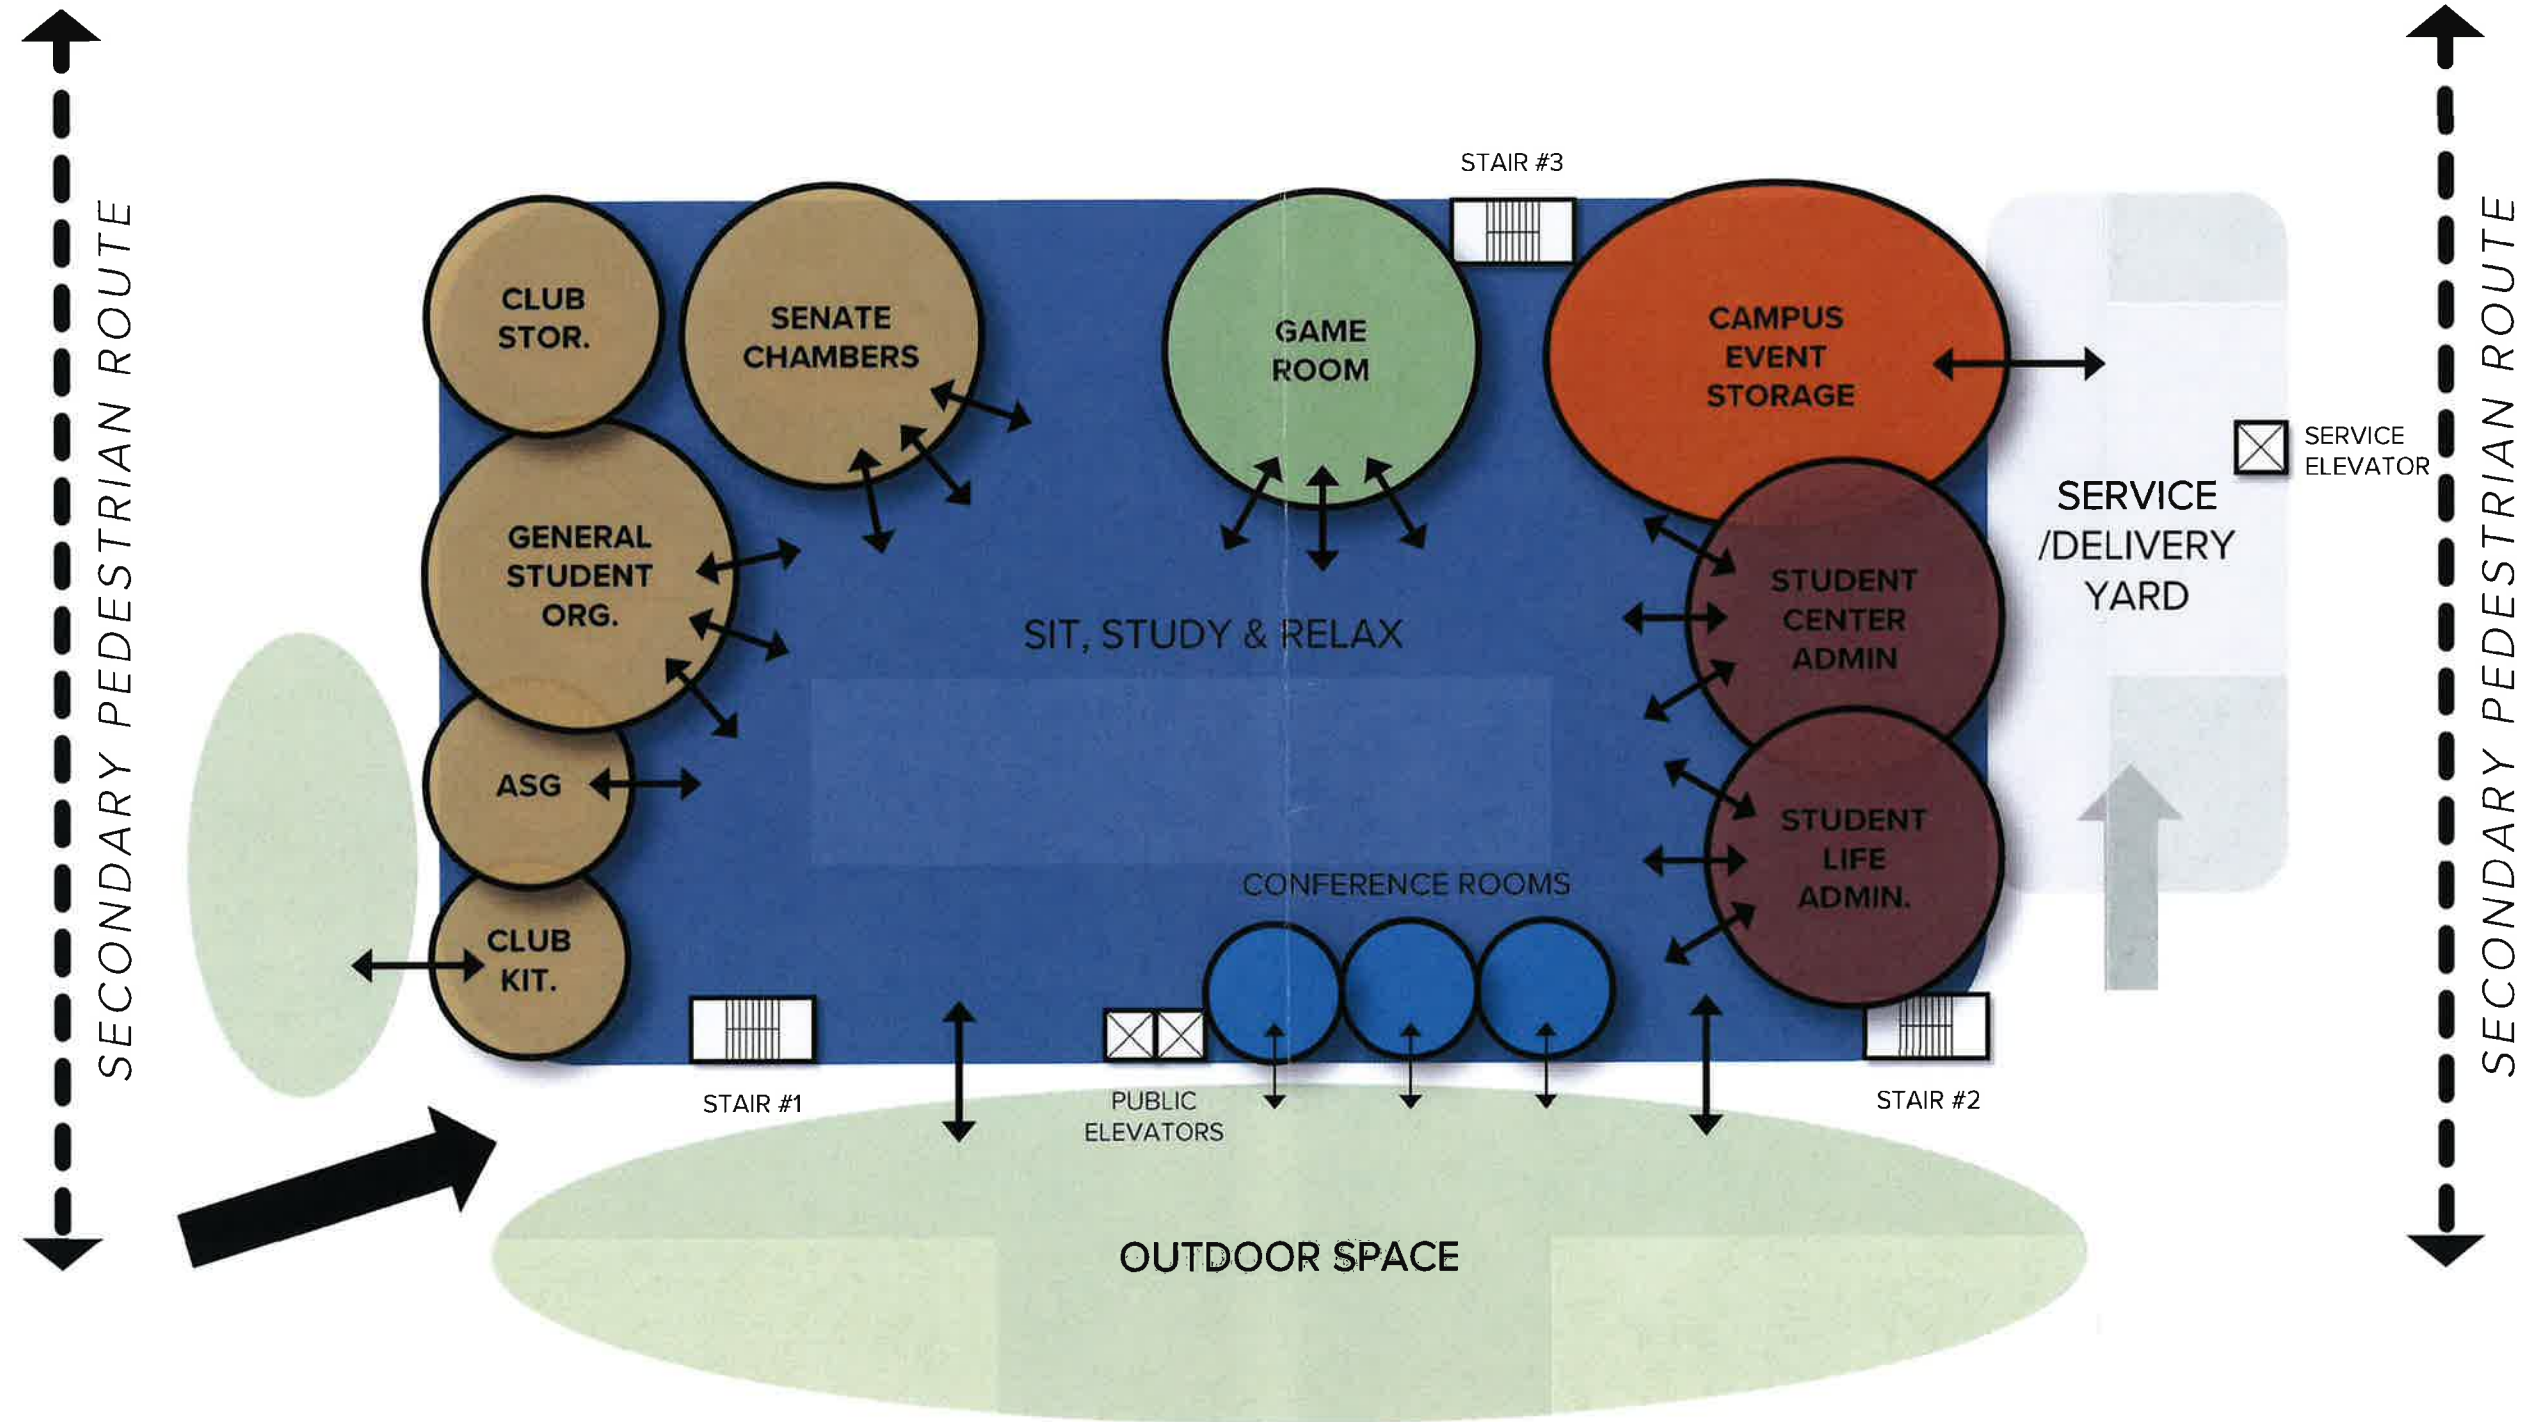 STAIR #3
SECONDARY PEDESTRIAN ROUTE
SECONDARY PEDESTRIAN ROUTE
CLUB
STOR.
SENATE
CHAMBERS
GAME
ROOM
CAMPUS
EVENT
STORAGE
SERVICE
ELEVATOR
SERVICE
/DELIVERY
YARD
GENERAL
STUDENT
ORG.
SIT, STUDY & RELAX
STUDENT
CENTER
ADMIN
ASG
STUDENT
LIFE
ADMIN.
CONFERENCE ROOMS
CLUB
KIT.
STAIR #1
PUBLIC
ELEVATORS
STAIR #2
OUTDOOR SPACE